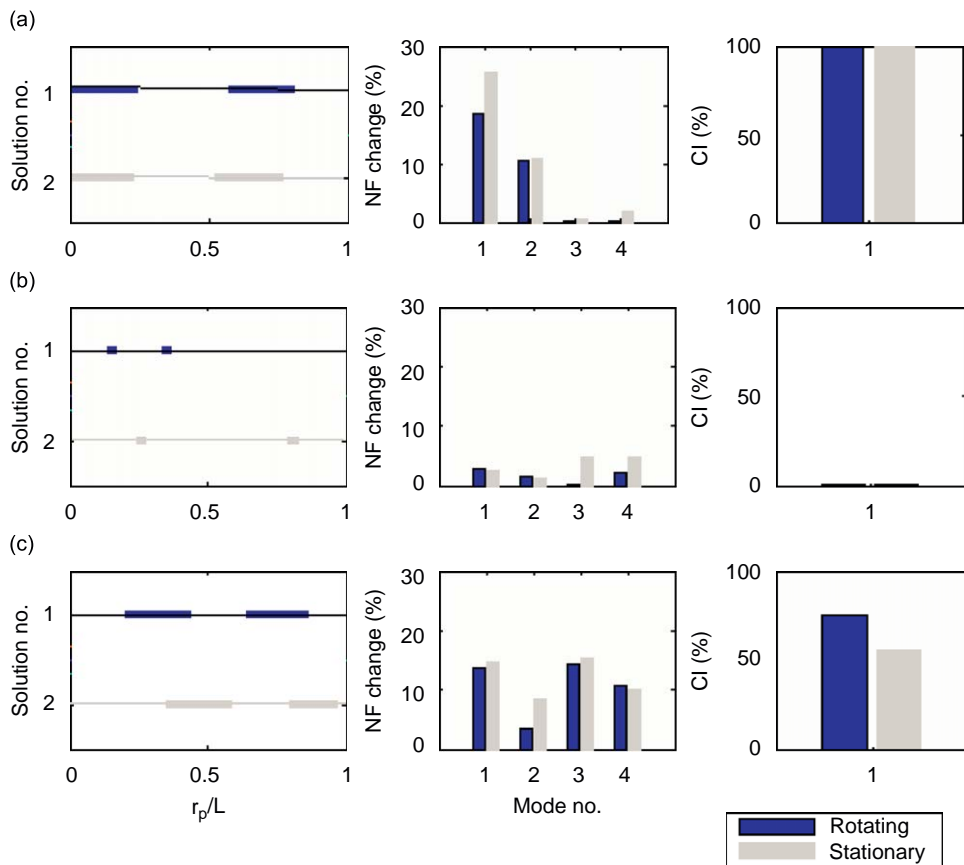 (a)
Solution no.
1
2
0
0.5
1
NF change (%)
30
20
10
0
1 2 3 4
CI (%)
100
50
0
1
(b)
Solution no.
1
2
0
0.5
1
NF change (%)
30
20
10
0
1 2 3 4
CI (%)
100
50
0
1
(c)
Solution no.
1
2
0
0.5
1
r_p/L
NF change (%)
30
20
10
0
1 2 3 4
Mode no.
CI (%)
100
50
0
1
Rotating
Stationary